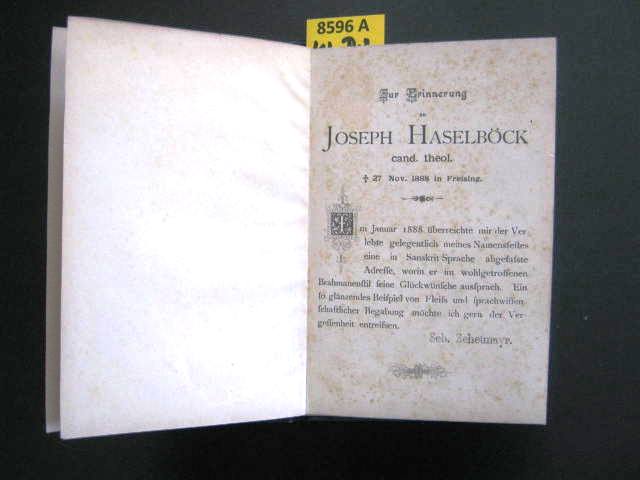 8596 A
Zur Erinnerung
an
JOSEPH HASELBÖCK
cand. theol.
‡ 27 Nov. 1888 in Freising.
Im Januar 1888 überreichte mir der Ver-
lebte gelegentlich meines Namensfestes
eine in Sanskrit-Sprache abgefaſste
Adreſſe, worin er im wohlgetroffenen
Brahmanenſtil ſeine Glückwünſche ausſprach. Ein
ſo glänzendes Beiſpiel von Fleiſs und ſprachwiſſen-
ſchaftlicher Begabung möchte ich gern der Ver-
geſſenheit entreiſsen.
Seb. Zehetmayr.